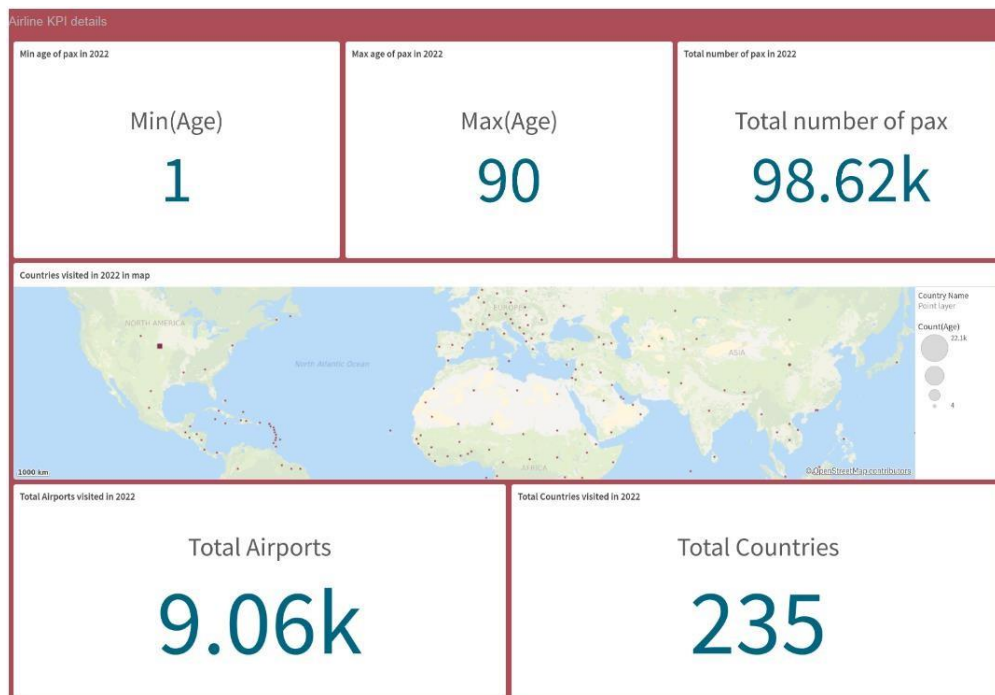 Airline KPI details
Min age of pax in 2022
Min(Age)
1
Max age of pax in 2022
Max(Age)
90
Total number of pax in 2022
Total number of pax
98.62k
Countries visited in 2022 in map
NORTH AMERICA
North Atlantic Ocean
EUROPE
ASIA
AFRICA
1000 km
© OpenStreetMap contributors
Country Name
Point layer
Count(Age)
22.1k
4
Total Airports visited in 2022
Total Airports
9.06k
Total Countries visited in 2022
Total Countries
235